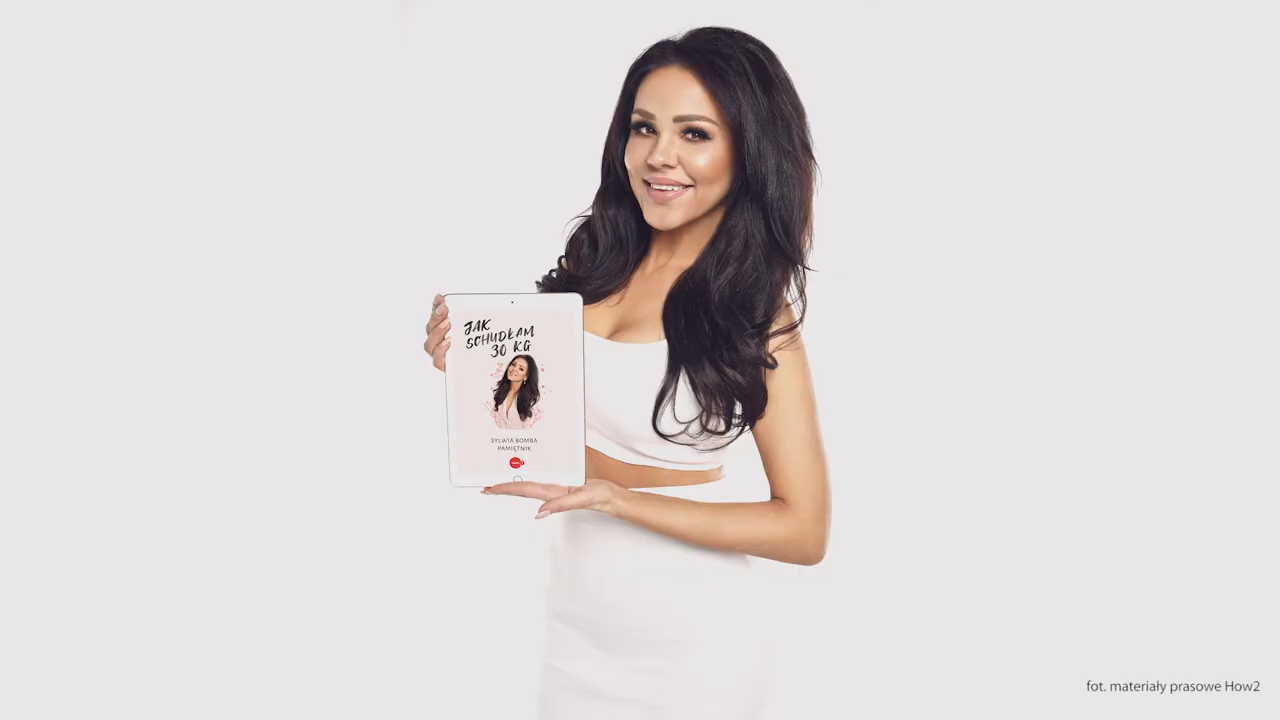 JAK
SCHUDŁAM
30 KG
SYLWIA BOMBA
PAMIĘTNIK
fot. materiały prasowe How2